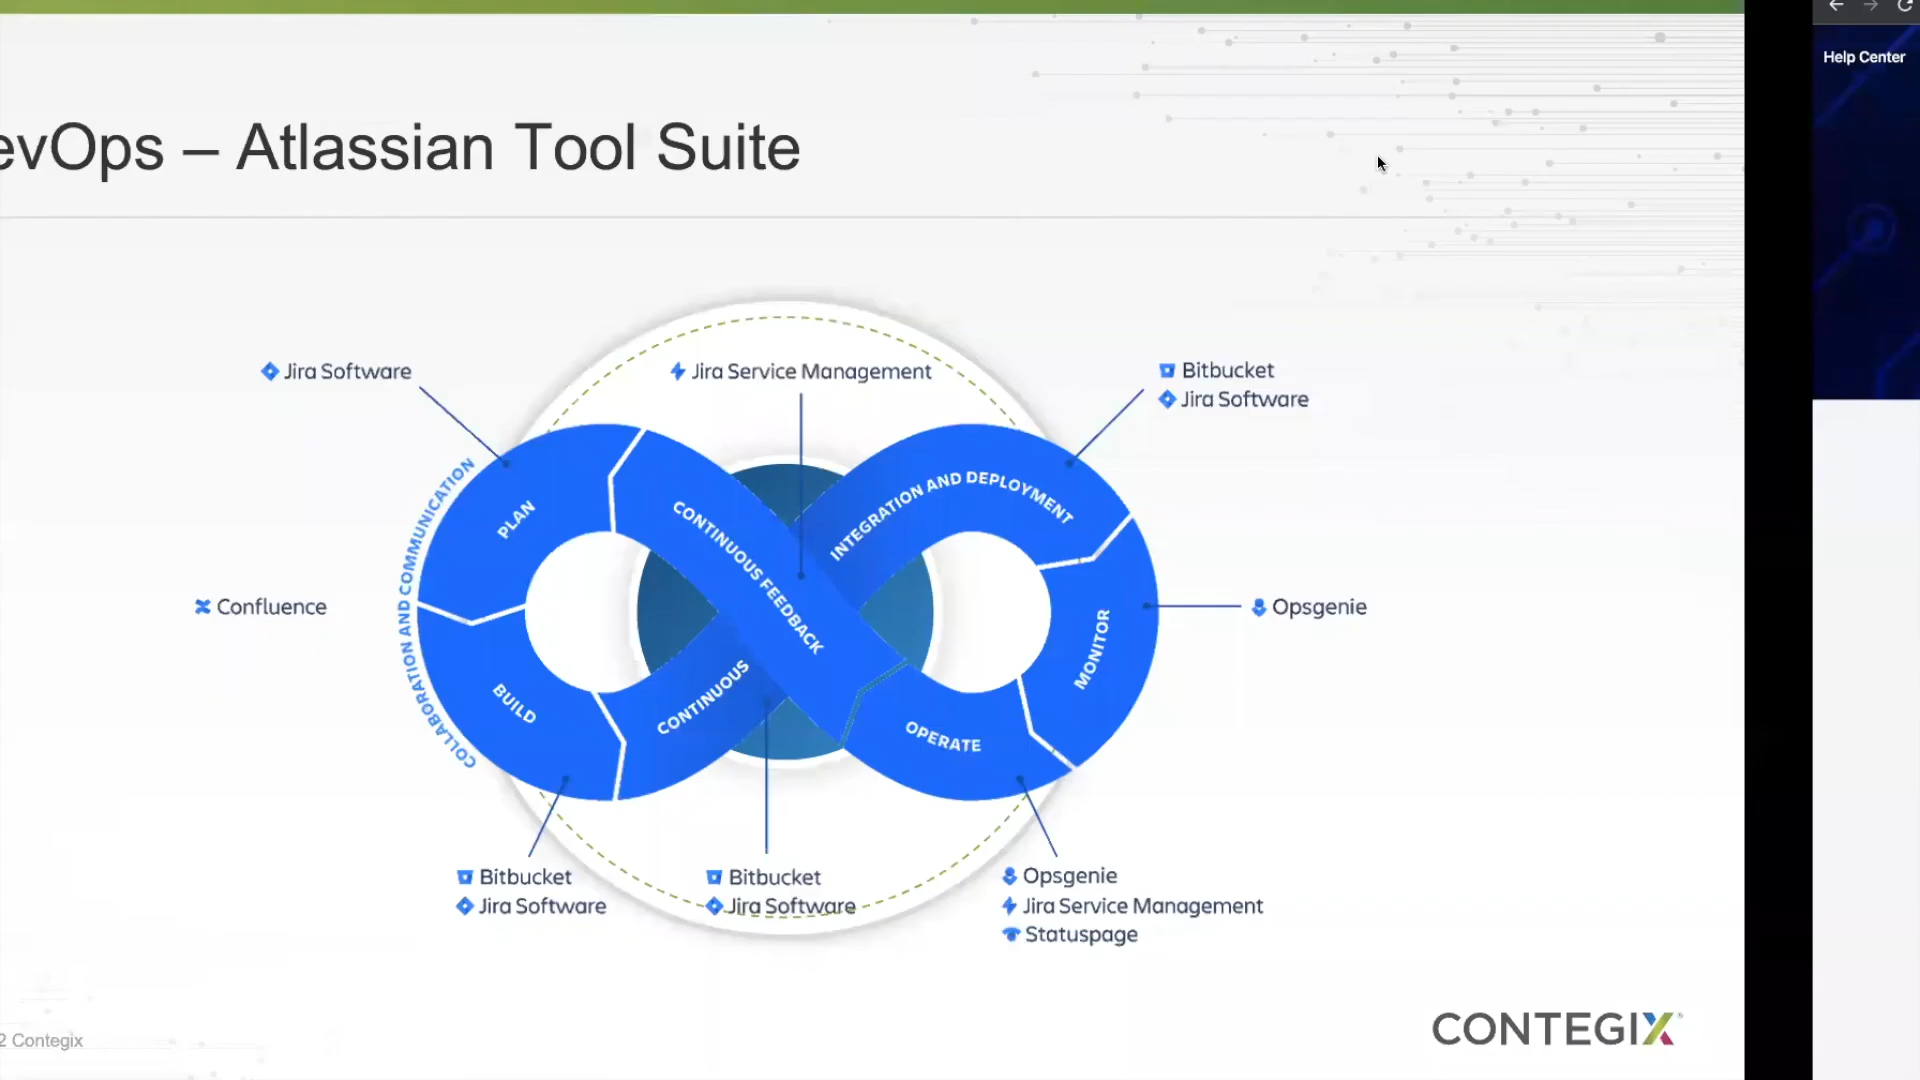 Help Center
evOps – Atlassian Tool Suite
Jira Software
Jira Service Management
Bitbucket
Jira Software
COLLABORATION AND COMMUNICATION
PLAN
CONTINUOUS FEEDBACK
INTEGRATION AND DEPLOYMENT
Confluence
Opsgenie
MONITOR
BUILD
CONTINUOUS
OPERATE
Bitbucket
Jira Software
Bitbucket
Jira Software
Opsgenie
Jira Service Management
Statuspage
CONTEGIX
2 Contegix